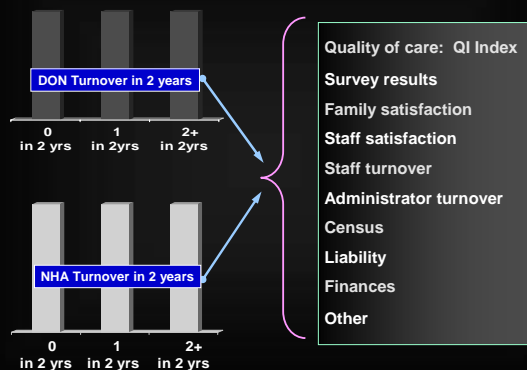 DON Turnover in 2 years
0 1 2+
in 2 yrs in 2yrs in 2yrs
NHA Turnover in 2 years
0 1 2+
in 2 yrs in 2 yrs in 2 yrs
Quality of care: QI Index
Survey results
Family satisfaction
Staff satisfaction
Staff turnover
Administrator turnover
Census
Liability
Finances
Other